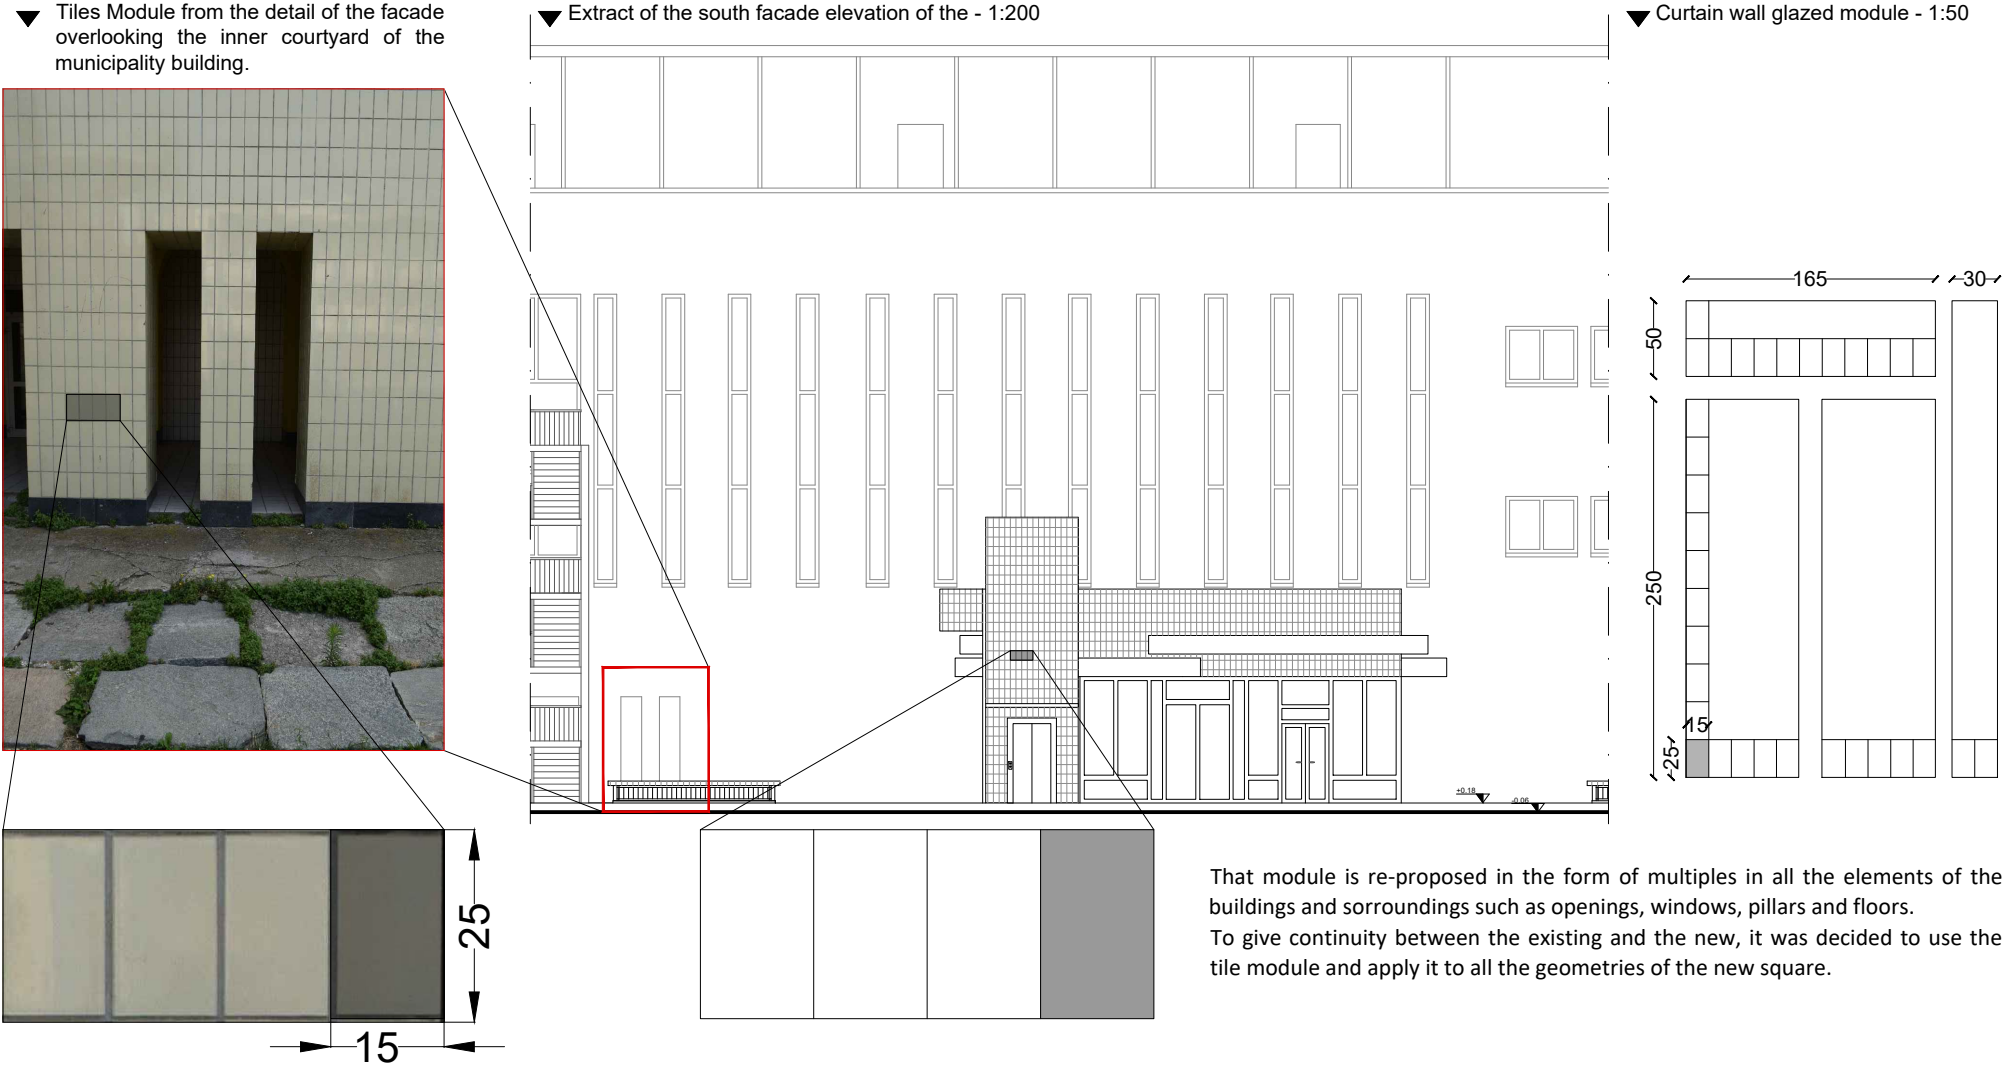 Tiles Module from the detail of the facade
overlooking the inner courtyard of the
municipality building.
Extract of the south facade elevation of the - 1:200
Curtain wall glazed module - 1:50
165
30
50
250
15
25
+0.18
-0.06
25
15
That module is re-proposed in the form of multiples in all the elements of the
buildings and sorroundings such as openings, windows, pillars and floors.
To give continuity between the existing and the new, it was decided to use the
tile module and apply it to all the geometries of the new square.